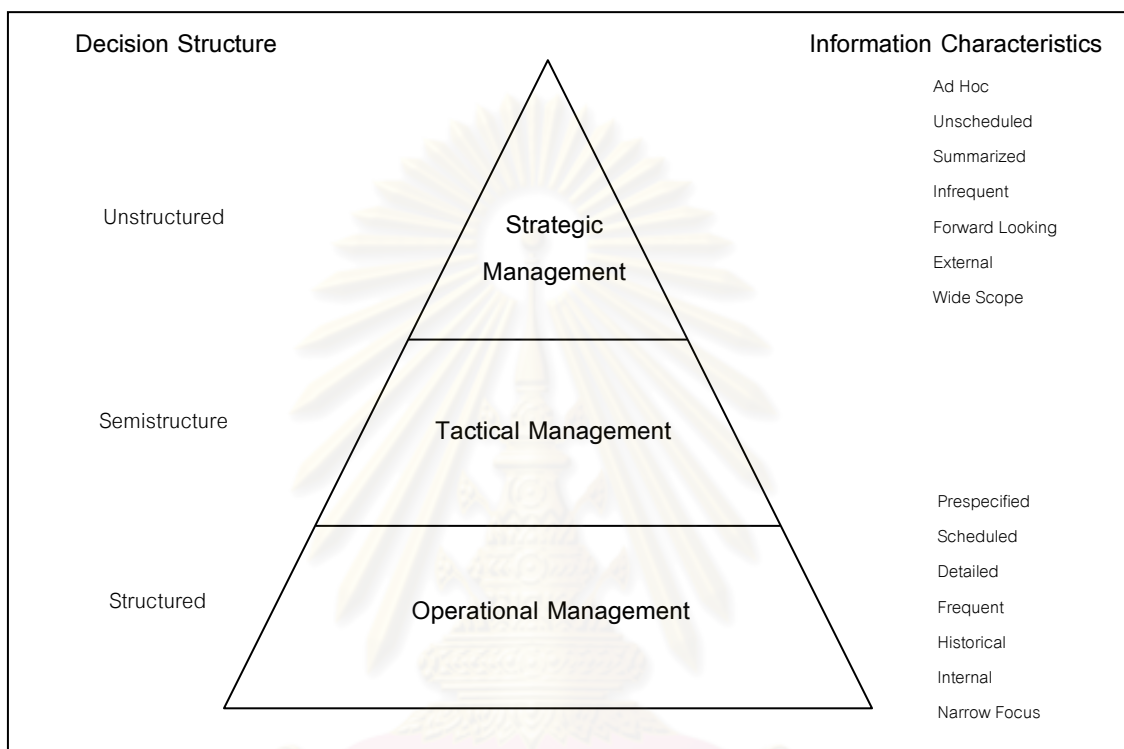 Decision Structure
Information Characteristics
Ad Hoc
Unscheduled
Summarized
Infrequent
Forward Looking
External
Wide Scope
Unstructured
Strategic
Management
Semistructure
Tactical Management
Prespecified
Scheduled
Detailed
Frequent
Historical
Internal
Narrow Focus
Structured
Operational Management